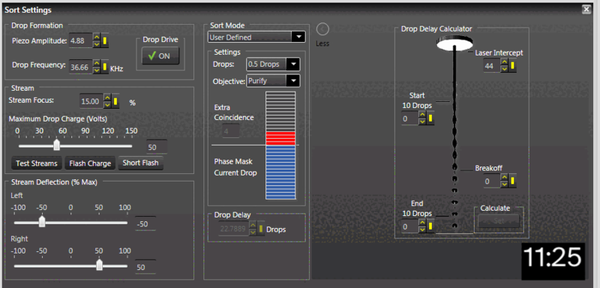 Sort Settings
Drop Formation
Piezo Amplitude: 4.88
Drop Drive
ON
Drop Frequency: 36.66 KHz
Stream
Stream Focus: 15.00 %
Maximum Drop Charge (Volts)
0 30 60 90 120 150
50
Test Streams Flash Charge Short Flash
Stream Deflection (% Max)
Left
-100 -50 0 50 100
-50
Right
-100 -50 0 50 100
50
Sort Mode
User Defined
Settings
Drops: 0.5 Drops
Objective: Purify
Extra
Coincidence
4
Phase Mask
Current Drop
Drop Delay
Drops
Less
Drop Delay Calculator
Laser Intercept
44
Start
10 Drops
0
Breakoff
0
End
10 Drops
0
Calculate
11:25